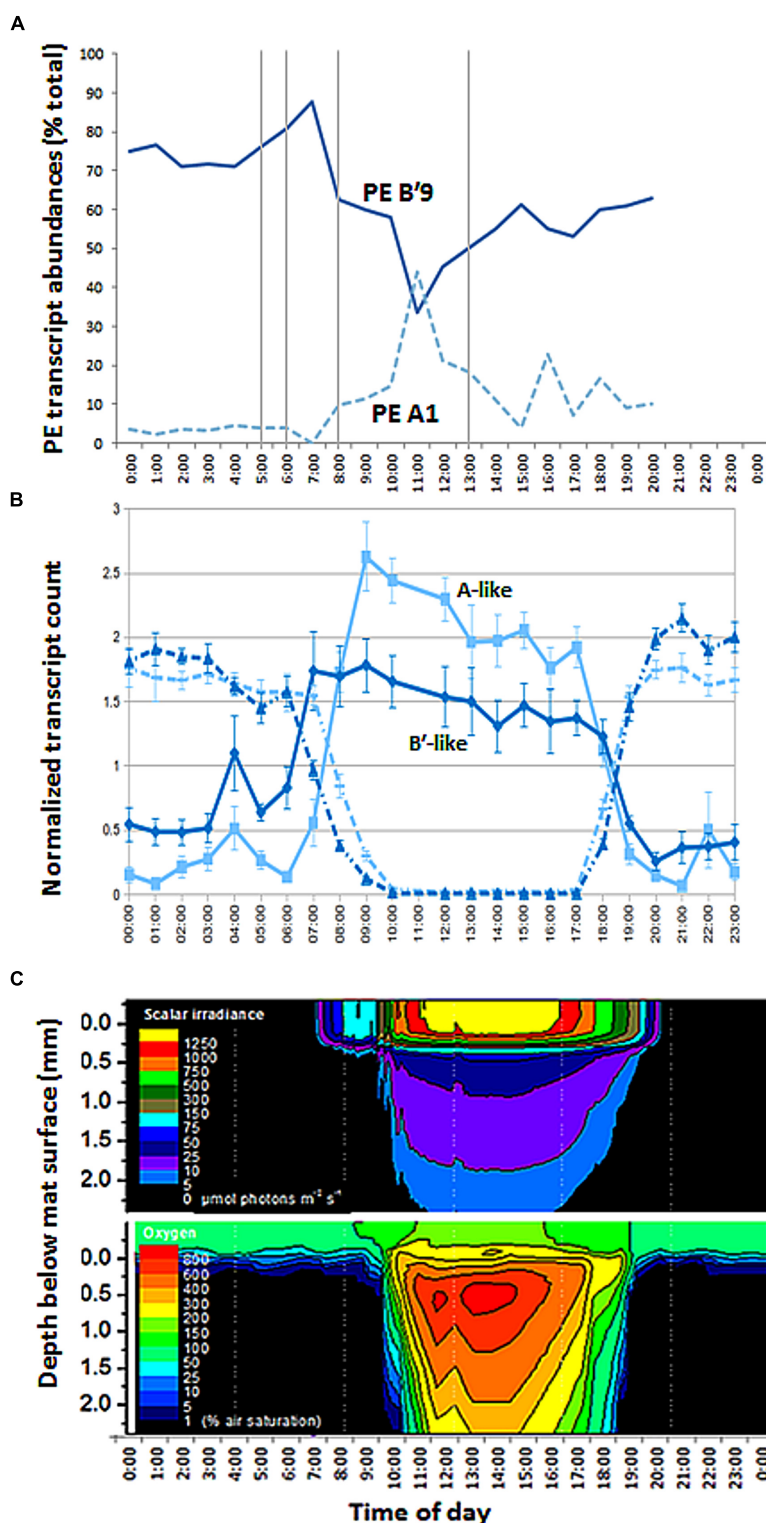 A
PE transcript abundances (% total)
100
90
80
70
60
50
40
30
20
10
0
PE B'9
PE A1
0:00 1:00 2:00 3:00 4:00 5:00 6:00 7:00 8:00 9:00 10:00 11:00 12:00 13:00 14:00 15:00 16:00 17:00 18:00 19:00 20:00 21:00 22:00 23:00 0:00
B
Normalized transcript count
3
2.5
2
1.5
1
0.5
0
A-like
B'-like
00:00 01:00 02:00 03:00 04:00 05:00 06:00 07:00 08:00 09:00 10:00 11:00 12:00 13:00 14:00 15:00 16:00 17:00 18:00 19:00 20:00 21:00 22:00 23:00
C
Depth below mat surface (mm)
0.0
0.5
1.0
1.5
2.0
Scalar irradiance
1250
1000
750
500
300
150
75
50
25
10
5
0 µmol photons m⁻² s⁻¹
0.0
0.5
1.0
1.5
2.0
Oxygen
800
600
400
300
200
150
100
50
25
10
5
1 (% air saturation)
0:00 1:00 2:00 3:00 4:00 5:00 6:00 7:00 8:00 9:00 10:00 11:00 12:00 13:00 14:00 15:00 16:00 17:00 18:00 19:00 20:00 21:00 22:00 23:00 0:00
Time of day